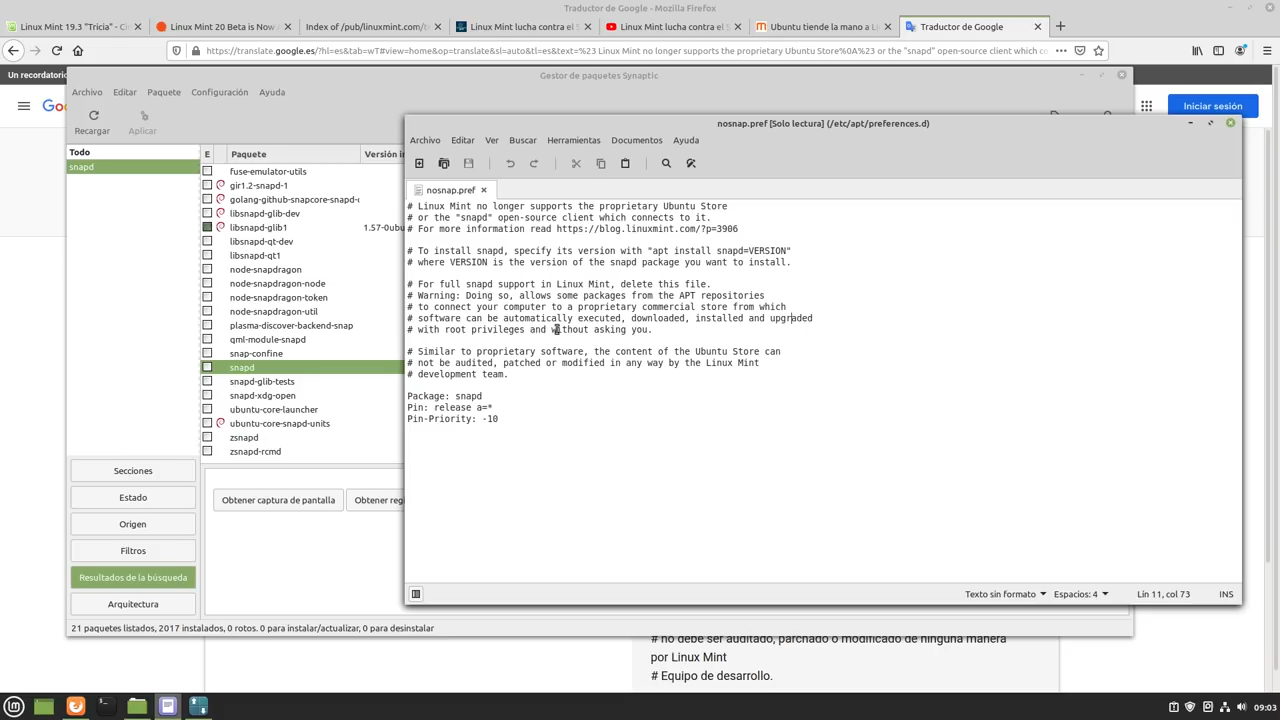 Traductor de Google - Mozilla Firefox
Linux Mint 19.3 "Tricia" - C
Linux Mint 20 Beta is Now A
Index of /pub/linuxmint.com/t
Linux Mint lucha contra el S
Linux Mint lucha contra el S
Ubuntu tiende la mano a Li
Traductor de Google
https://translate.google.es/?hl=es&tab=wT#view=home&op=translate&sl=auto&tl=es&text=%23 Linux Mint no longer supports the proprietary Ubuntu Store%0A%23 or the "snapd" open-source client which co
Un recordatorio
Go
Iniciar sesión
Gestor de paquetes Synaptic
Archivo Editar Paquete Configuración Ayuda
Recargar Aplicar
Todo
snapd
E Paquete Versión in
fuse-emulator-utils
gir1.2-snapd-1
golang-github-snapcore-snapd-
libsnapd-glib-dev
libsnapd-glib1 1.57-0ubu
libsnapd-qt-dev
libsnapd-qt1
node-snapdragon
node-snapdragon-node
node-snapdragon-token
node-snapdragon-util
plasma-discover-backend-snap
qml-module-snapd
snap-confine
snapd
snapd-glib-tests
snapd-xdg-open
ubuntu-core-launcher
ubuntu-core-snapd-units
zsnapd
zsnapd-rcmd
Secciones
Estado
Origen
Filtros
Resultados de la búsqueda
Arquitectura
Obtener captura de pantalla
Obtener regi
21 paquetes listados, 2017 instalados, 0 rotos. 0 para instalar/actualizar, 0 para desinstalar
nosnap.pref [Solo lectura] (/etc/apt/preferences.d)
Archivo Editar Ver Buscar Herramientas Documentos Ayuda
nosnap.pref
# Linux Mint no longer supports the proprietary Ubuntu Store
# or the "snapd" open-source client which connects to it.
# For more information read https://blog.linuxmint.com/?p=3906
# To install snapd, specify its version with "apt install snapd=VERSION"
# where VERSION is the version of the snapd package you want to install.
# For full snapd support in Linux Mint, delete this file.
# Warning: Doing so, allows some packages from the APT repositories
# to connect your computer to a proprietary commercial store from which
# software can be automatically executed, downloaded, installed and upgraded
# with root privileges and without asking you.
# Similar to proprietary software, the content of the Ubuntu Store can
# not be audited, patched or modified in any way by the Linux Mint
# development team.
Package: snapd
Pin: release a=*
Pin-Priority: -10
Texto sin formato Espacios: 4 Lin 11, col 73 INS
# no debe ser auditado, parchado o modificado de ninguna manera
por Linux Mint
# Equipo de desarrollo.
09:03